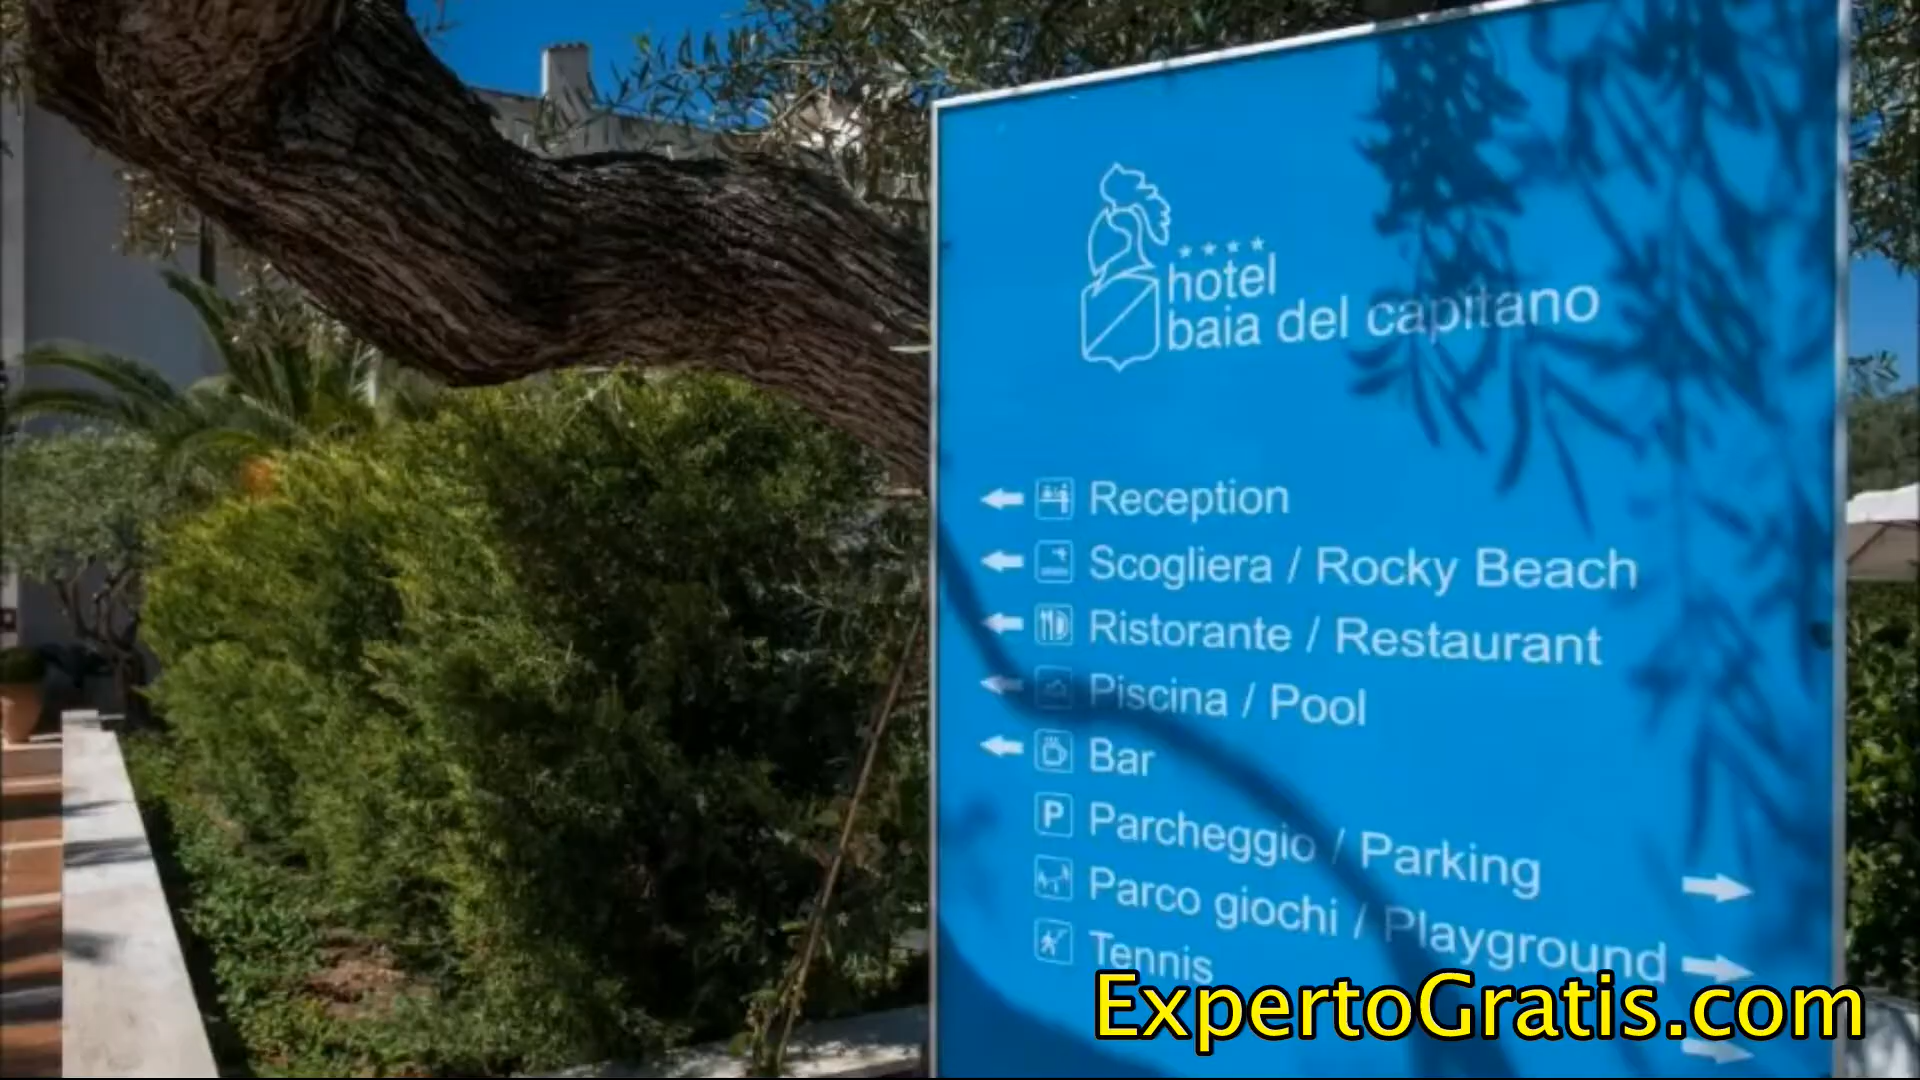 hotel
baia del capitano
Reception
Scogliera / Rocky Beach
Ristorante / Restaurant
Piscina / Pool
Bar
P Parcheggio / Parking
Parco giochi / Playground
Tennis
ExpertoGratis.com